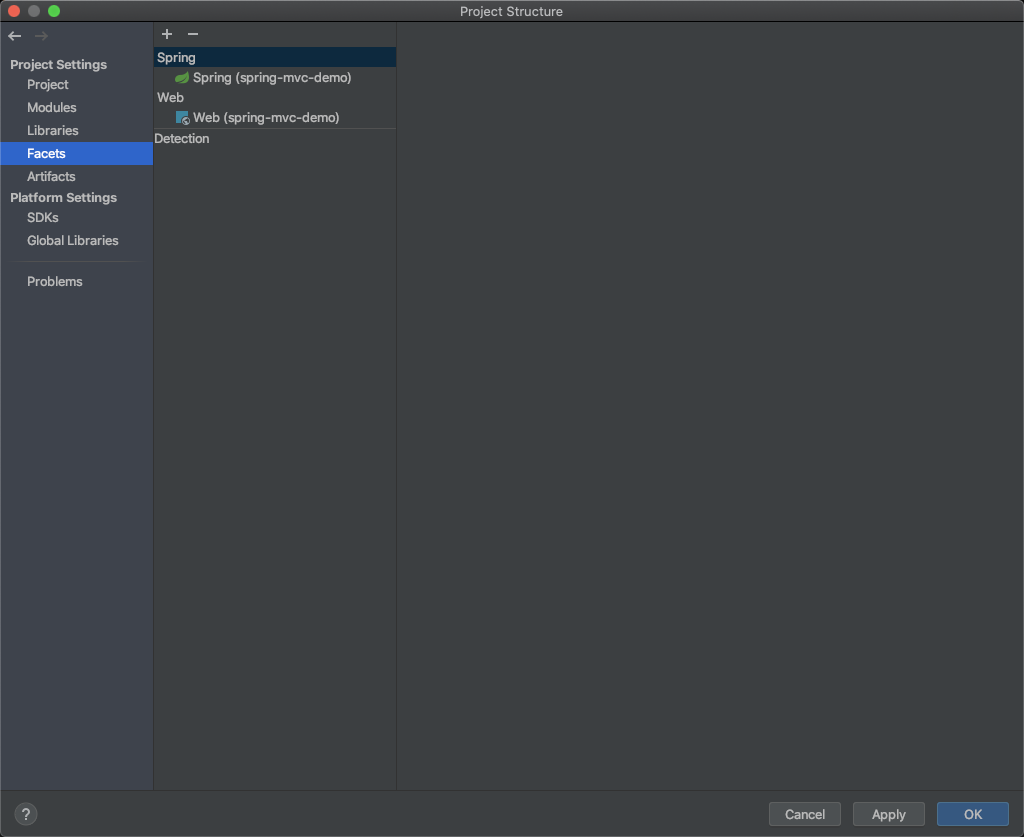 Project Structure
Project Settings
Project
Modules
Libraries
Facets
Artifacts
Platform Settings
SDKs
Global Libraries
Problems
Spring
Spring (spring-mvc-demo)
Web
Web (spring-mvc-demo)
Detection
?
Cancel
Apply
OK